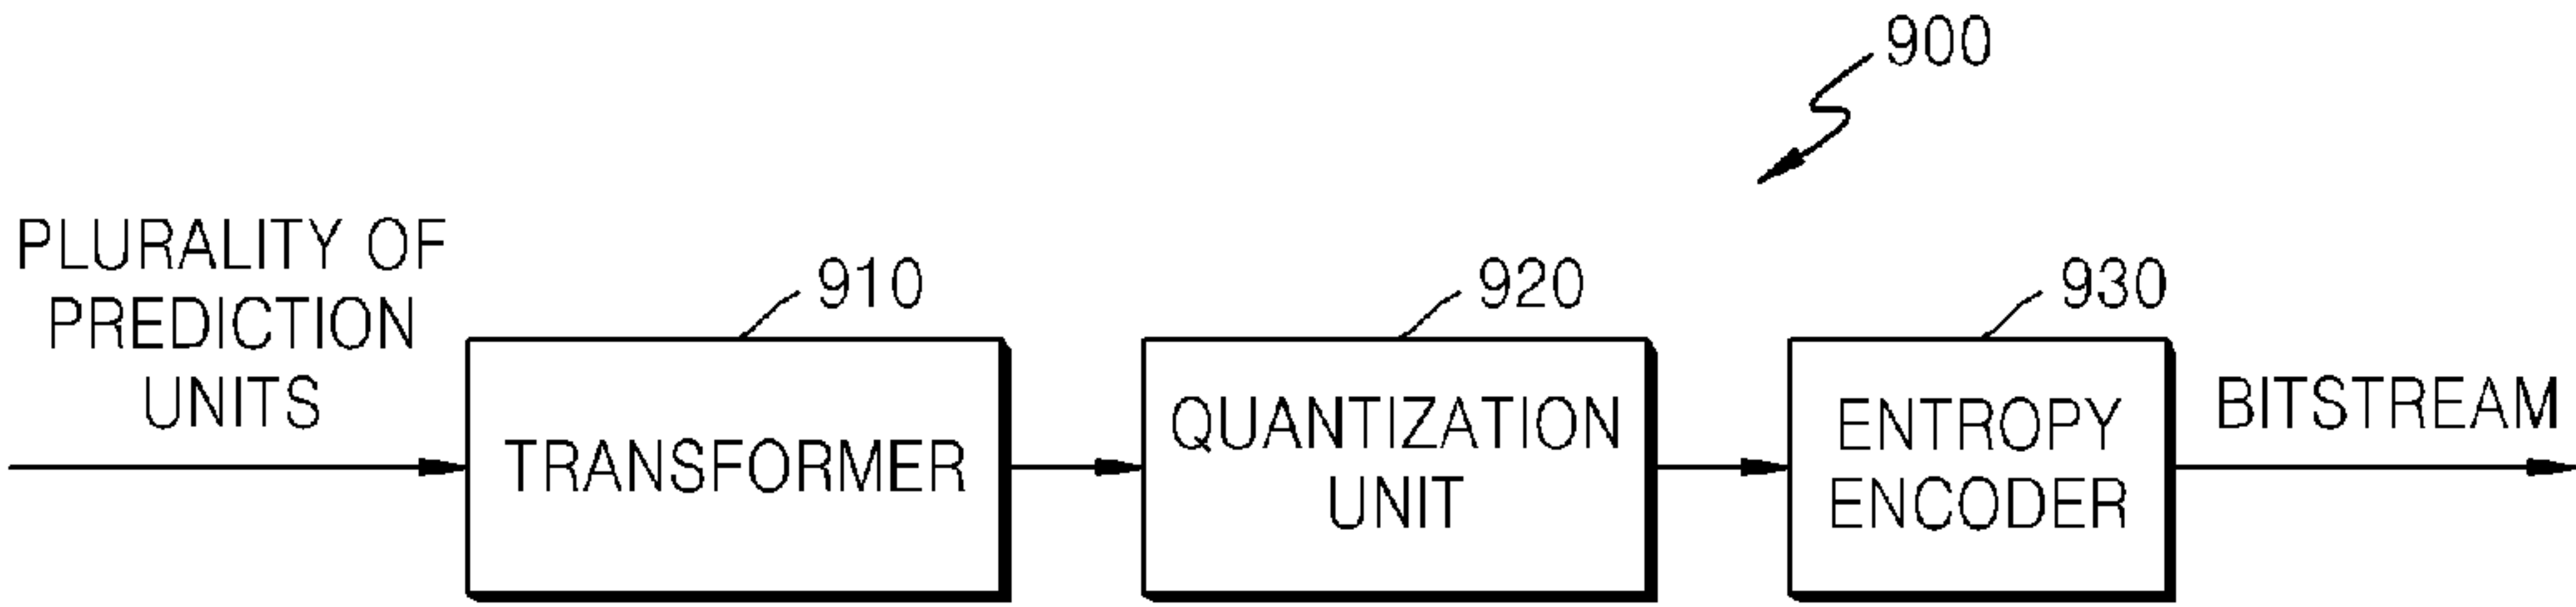 900
PLURALITY OF
PREDICTION
UNITS
910
TRANSFORMER
920
QUANTIZATION
UNIT
930
ENTROPY
ENCODER
BITSTREAM